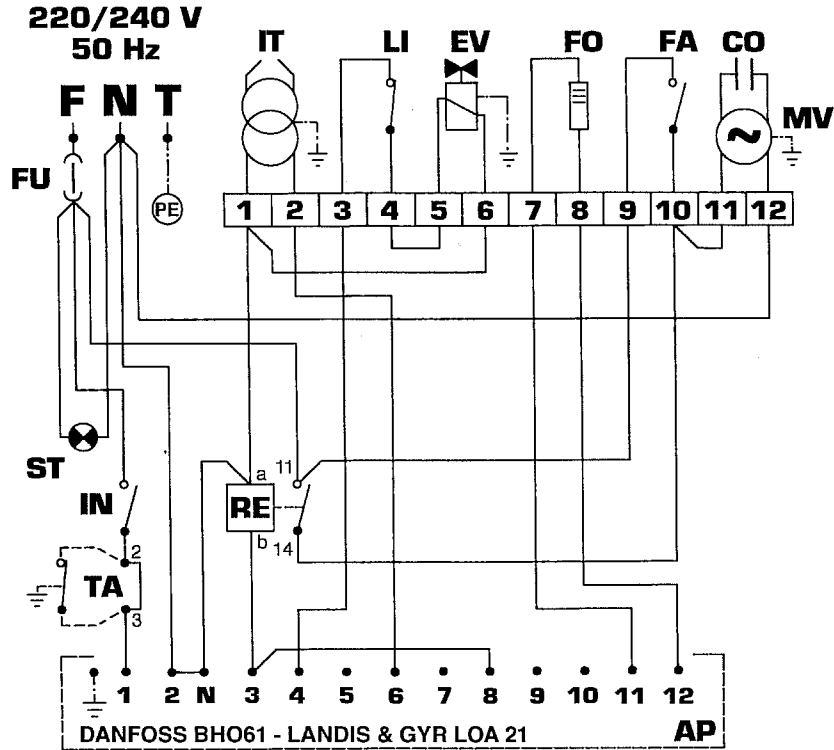 220/240 V
50 Hz
IT LI EV FO FA CO
F N T
MV
FU
PE
1 2 3 4 5 6 7 8 9 10 11 12
ST
a 11
IN RE
b 14
2
TA
3
1 2 N 3 4 5 6 7 8 9 10 11 12
DANFOSS BHO61 - LANDIS & GYR LOA 21 AP